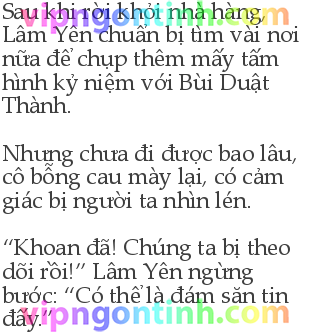 Sau khi rời khỏi nhà hàng,
vipngontinh.com
Lâm Yên chuẩn bị tìm vài nơi
nữa để chụp thêm mấy tấm
hình kỷ niệm với Bùi Duật
Thành.
Nhưng chưa đi được bao lâu,
cô bỗng cau mày lại, có cảm
giác bị người ta nhìn lén.
“Khoan đã! Chúng ta bị theo
dõi rồi!” Lâm Yên ngừng
bước: “Có thể là đám săn tin
vipngontinh.com
đấy.”